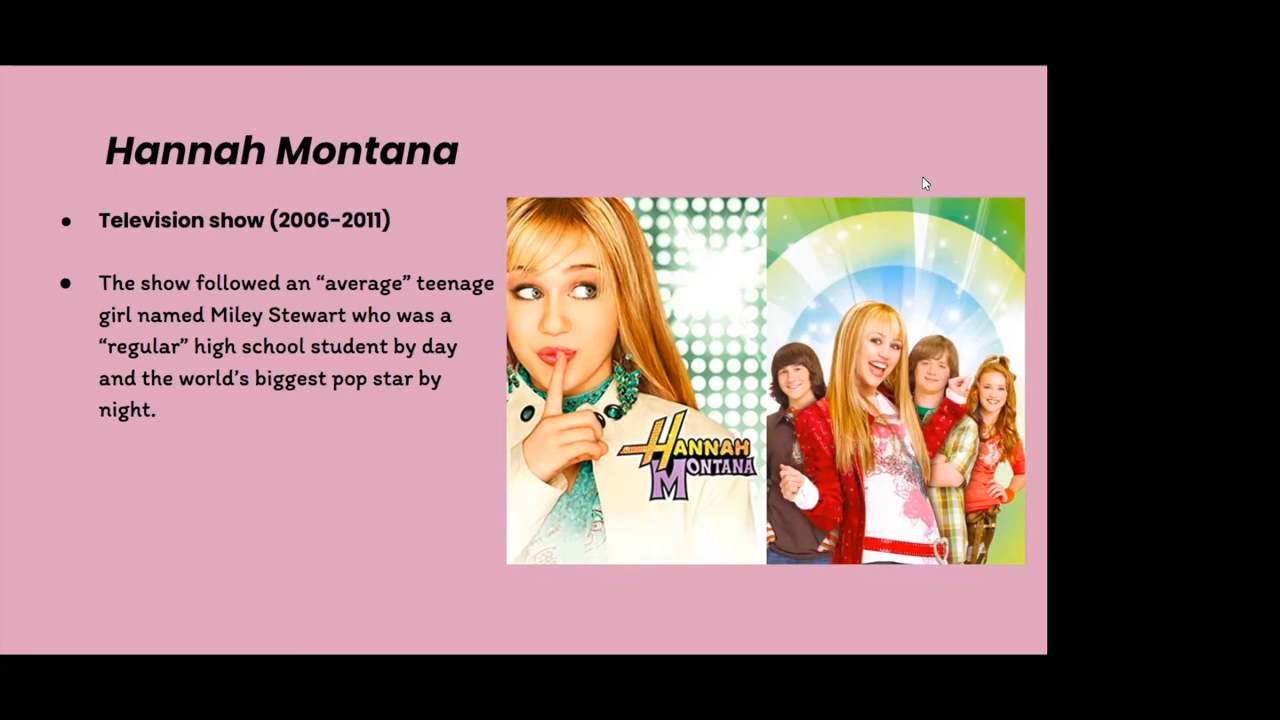 Hannah Montana
Television show (2006-2011)
The show followed an “average” teenage
girl named Miley Stewart who was a
“regular” high school student by day
and the world’s biggest pop star by
night.
HANNAH
MONTANA